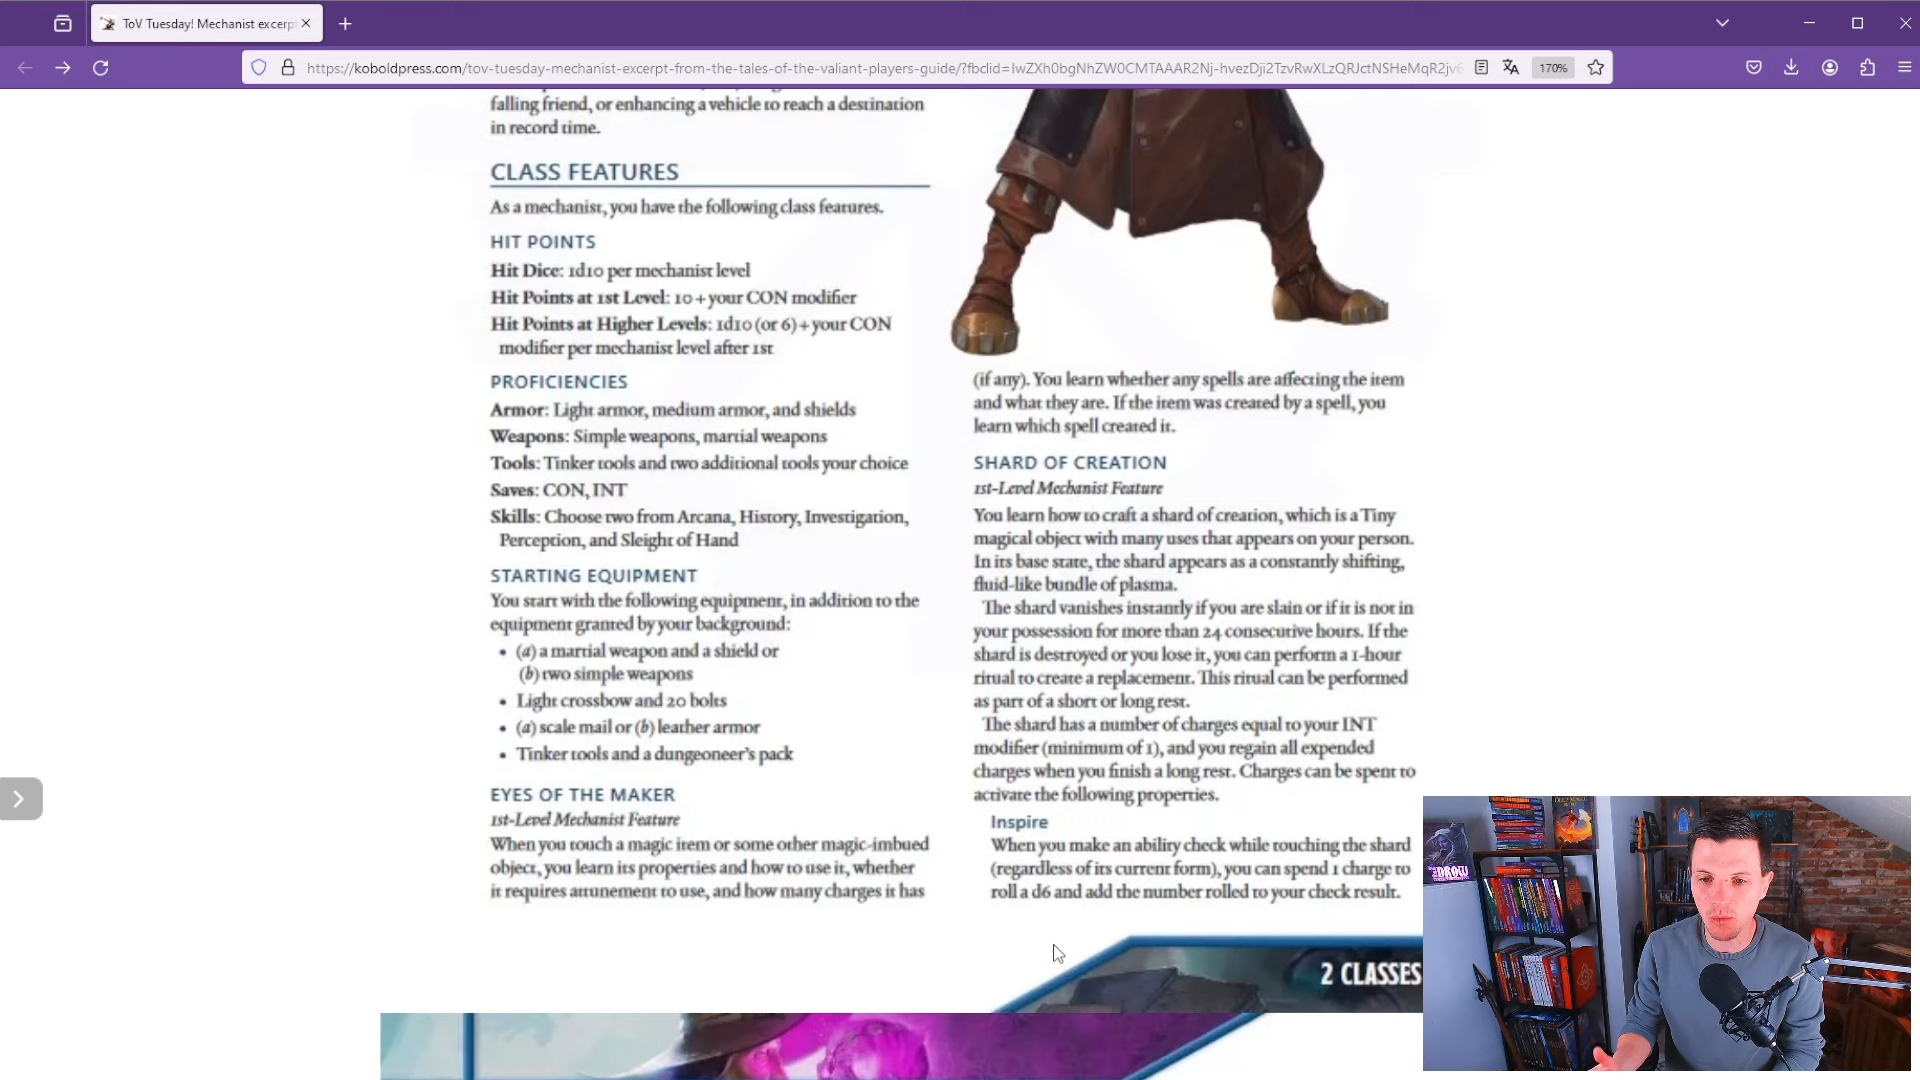 ToV Tuesday! Mechanist excerpt
https://koboldpress.com/tov-tuesday-mechanist-excerpt-from-the-tales-of-the-valiant-players-guide/?fbclid=IwZXh0bgNhZW0CMTAAAR2Nj-hvezDji2TzvRwXLzQRJctNSHeMqR2jv6
170%
falling friend, or enhancing a vehicle to reach a destination
in record time.
CLASS FEATURES
As a mechanist, you have the following class features.
HIT POINTS
Hit Dice: 1d10 per mechanist level
Hit Points at 1st Level: 10 + your CON modifier
Hit Points at Higher Levels: 1d10 (or 6) + your CON
modifier per mechanist level after 1st
PROFICIENCIES
Armor: Light armor, medium armor, and shields
Weapons: Simple weapons, martial weapons
Tools: Tinker tools and two additional tools your choice
Saves: CON, INT
Skills: Choose two from Arcana, History, Investigation,
Perception, and Sleight of Hand
STARTING EQUIPMENT
You start with the following equipment, in addition to the
equipment granted by your background:
• (a) a martial weapon and a shield or
(b) two simple weapons
• Light crossbow and 20 bolts
• (a) scale mail or (b) leather armor
• Tinker tools and a dungeoneer's pack
EYES OF THE MAKER
1st-Level Mechanist Feature
When you touch a magic item or some other magic-imbued
object, you learn its properties and how to use it, whether
it requires attunement to use, and how many charges it has
(if any). You learn whether any spells are affecting the item
and what they are. If the item was created by a spell, you
learn which spell created it.
SHARD OF CREATION
1st-Level Mechanist Feature
You learn how to craft a shard of creation, which is a Tiny
magical object with many uses that appears on your person.
In its base state, the shard appears as a constantly shifting,
fluid-like bundle of plasma.
The shard vanishes instantly if you are slain or if it is not in
your possession for more than 24 consecutive hours. If the
shard is destroyed or you lose it, you can perform a 1-hour
ritual to create a replacement. This ritual can be performed
as part of a short or long rest.
The shard has a number of charges equal to your INT
modifier (minimum of 1), and you regain all expended
charges when you finish a long rest. Charges can be spent to
activate the following properties.
Inspire
When you make an ability check while touching the shard
(regardless of its current form), you can spend 1 charge to
roll a d6 and add the number rolled to your check result.
2 CLASSES
DROW